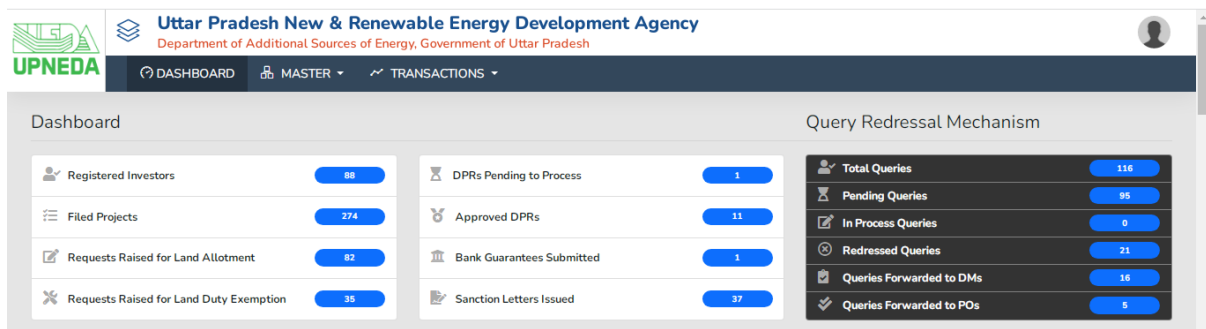 UPNEDA
Uttar Pradesh New & Renewable Energy Development Agency
Department of Additional Sources of Energy, Government of Uttar Pradesh
DASHBOARD MASTER TRANSACTIONS
Dashboard
Registered Investors 88
Filed Projects 274
Requests Raised for Land Allotment 82
Requests Raised for Land Duty Exemption 35
DPRs Pending to Process 1
Approved DPRs 11
Bank Guarantees Submitted 1
Sanction Letters Issued 37
Query Redressal Mechanism
Total Queries 116
Pending Queries 95
In Process Queries 0
Redressed Queries 21
Queries Forwarded to DMs 16
Queries Forwarded to POs 5